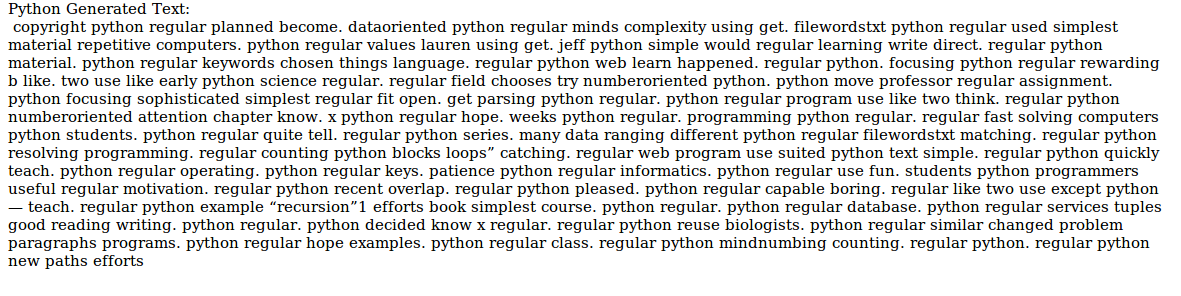 Python Generated Text:
copyright python regular planned become. dataoriented python regular minds complexity using get. filewordstxt python regular used simplest
material repetitive computers. python regular values lauren using get. jeff python simple would regular learning write direct. regular python
material. python regular keywords chosen things language. regular python web learn happened. regular python. focusing python regular rewarding
b like. two use like early python science regular. regular field chooses try numberoriented python. python move professor regular assignment.
python focusing sophisticated simplest regular fit open. get parsing python regular. python regular program use like two think. regular python
numberoriented attention chapter know. x python regular hope. weeks python regular. programming python regular. regular fast solving computers
python students. python regular quite tell. regular python series. many data ranging different python regular filewordstxt matching. regular python
resolving programming. regular counting python blocks loops” catching. regular web program use suited python text simple. regular python quickly
teach. python regular operating. python regular keys. patience python regular informatics. python regular use fun. students python programmers
useful regular motivation. regular python recent overlap. regular python pleased. python regular capable boring. regular like two use except python
— teach. regular python example “recursion”1 efforts book simplest course. python regular. python regular database. python regular services tuples
good reading writing. python regular. python decided know x regular. regular python reuse biologists. python regular similar changed problem
paragraphs programs. python regular hope examples. python regular class. regular python mindnumbing counting. regular python. regular python
new paths efforts